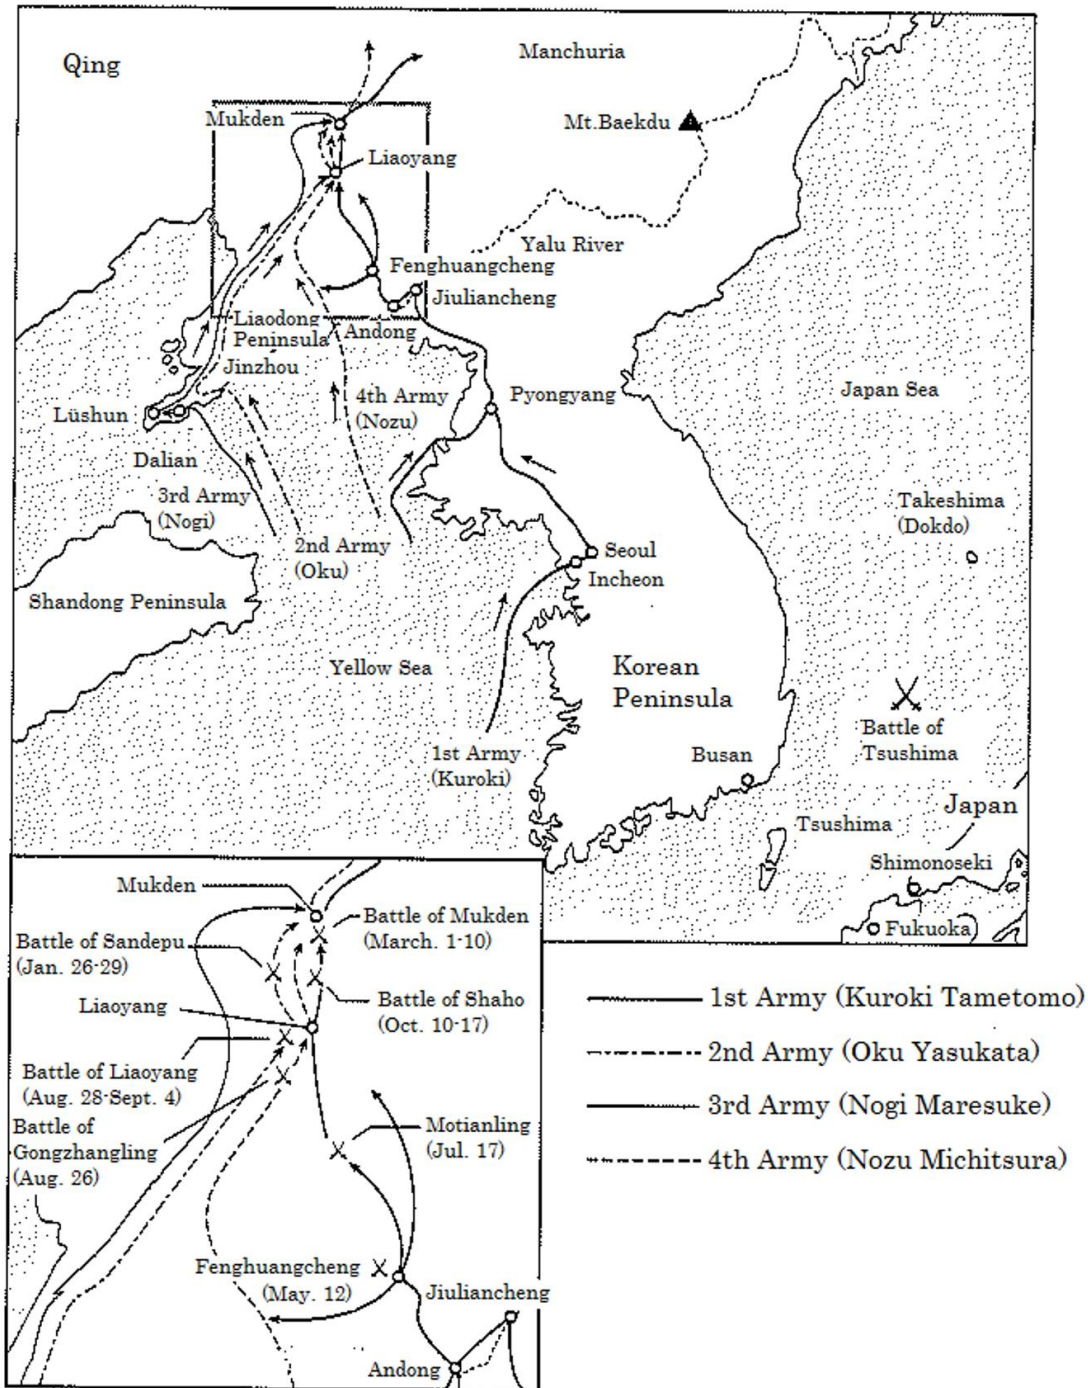 Qing
Manchuria
Mukden
Mt.Baekdu
Liaoyang
Yalu River
Fenghuangcheng
Jiuliancheng
Liaodong
Peninsula
Andong
Jinzhou
Japan Sea
4th Army
(Nozu)
Pyongyang
Lüshun
Dalian
3rd Army
(Nogi)
Takeshima
(Dokdo)
2nd Army
(Oku)
Seoul
Incheon
Shandong Peninsula
Yellow Sea
Korean
Peninsula
Battle of
Tsushima
1st Army
(Kuroki)
Busan
Japan
Tsushima
Shimonoseki
Fukuoka
Mukden
Battle of Mukden
(March. 1-10)
Battle of Sandepu
(Jan. 26-29)
Liaoyang
Battle of Shaho
(Oct. 10-17)
Battle of Liaoyang
(Aug. 28-Sept. 4)
Battle of
Gongzhangling
(Aug. 26)
Motianling
(Jul. 17)
Fenghuangcheng
(May. 12)
Jiuliancheng
Andong
1st Army (Kuroki Tametomo)
2nd Army (Oku Yasukata)
3rd Army (Nogi Maresuke)
4th Army (Nozu Michitsura)